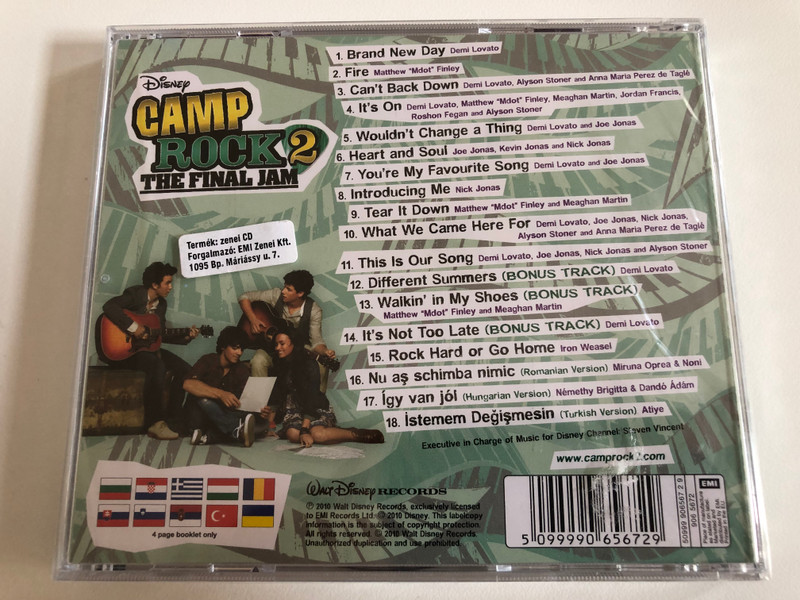 Disney
CAMP
ROCK 2
THE FINAL JAM
1. Brand New Day Demi Lovato
2. Fire Matthew "Mdot" Finley
3. Can't Back Down Demi Lovato, Alyson Stoner and Anna Maria Perez de Taglè
4. It's On Demi Lovato, Matthew "Mdot" Finley, Meaghan Martin, Jordan Francis,
Roshon Fegan and Alyson Stoner
5. Wouldn't Change a Thing Demi Lovato and Joe Jonas
6. Heart and Soul Joe Jonas, Kevin Jonas and Nick Jonas
7. You're My Favourite Song Demi Lovato and Joe Jonas
8. Introducing Me Nick Jonas
9. Tear It Down Matthew "Mdot" Finley and Meaghan Martin
10. What We Came Here For Demi Lovato, Joe Jonas, Nick Jonas,
Alyson Stoner and Anna Maria Perez de Taglè
11. This Is Our Song Demi Lovato, Joe Jonas, Nick Jonas and Alyson Stoner
12. Different Summers (BONUS TRACK) Demi Lovato
13. Walkin' in My Shoes (BONUS TRACK)
Matthew "Mdot" Finley and Meaghan Martin
14. It's Not Too Late (BONUS TRACK) Demi Lovato
15. Rock Hard or Go Home Iron Weasel
16. Nu aş schimba nimic (Romanian Version) Miruna Oprea & Noni
17. Így van jól (Hungarian Version) Némethy Brigitta & Dandó Ádám
18. İstemem Değişmesin (Turkish Version) Atiye
Executive in Charge of Music for Disney Channel: Steven Vincent
www.camprock2.com
Termék: zenei CD
Forgalmazó: EMI Zenei Kft.
1095 Bp. Máriássy u. 7.
4 page booklet only
WALT DISNEY RECORDS
℗ 2010 Walt Disney Records, exclusively licensed
to EMI Records Ltd. © 2010 Disney. This labelcopy
information is the subject of copyright protection.
All rights reserved. © 2010 Walt Disney Records.
Unauthorized duplication and use prohibited.
5 099990 656729
50999 906567 2 9
906 5672
EMI